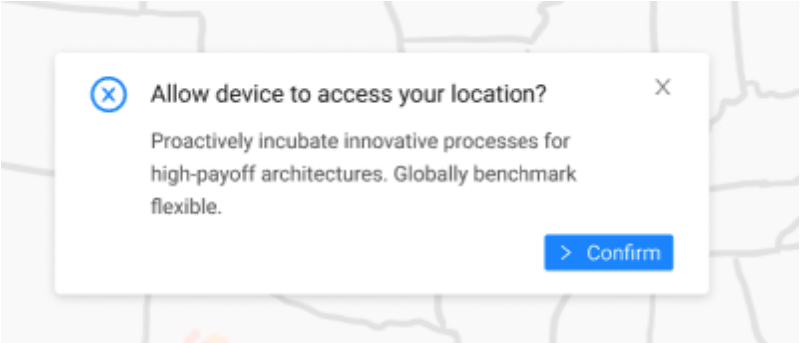 Allow device to access your location?
Proactively incubate innovative processes for
high-payoff architectures. Globally benchmark
flexible.
Confirm